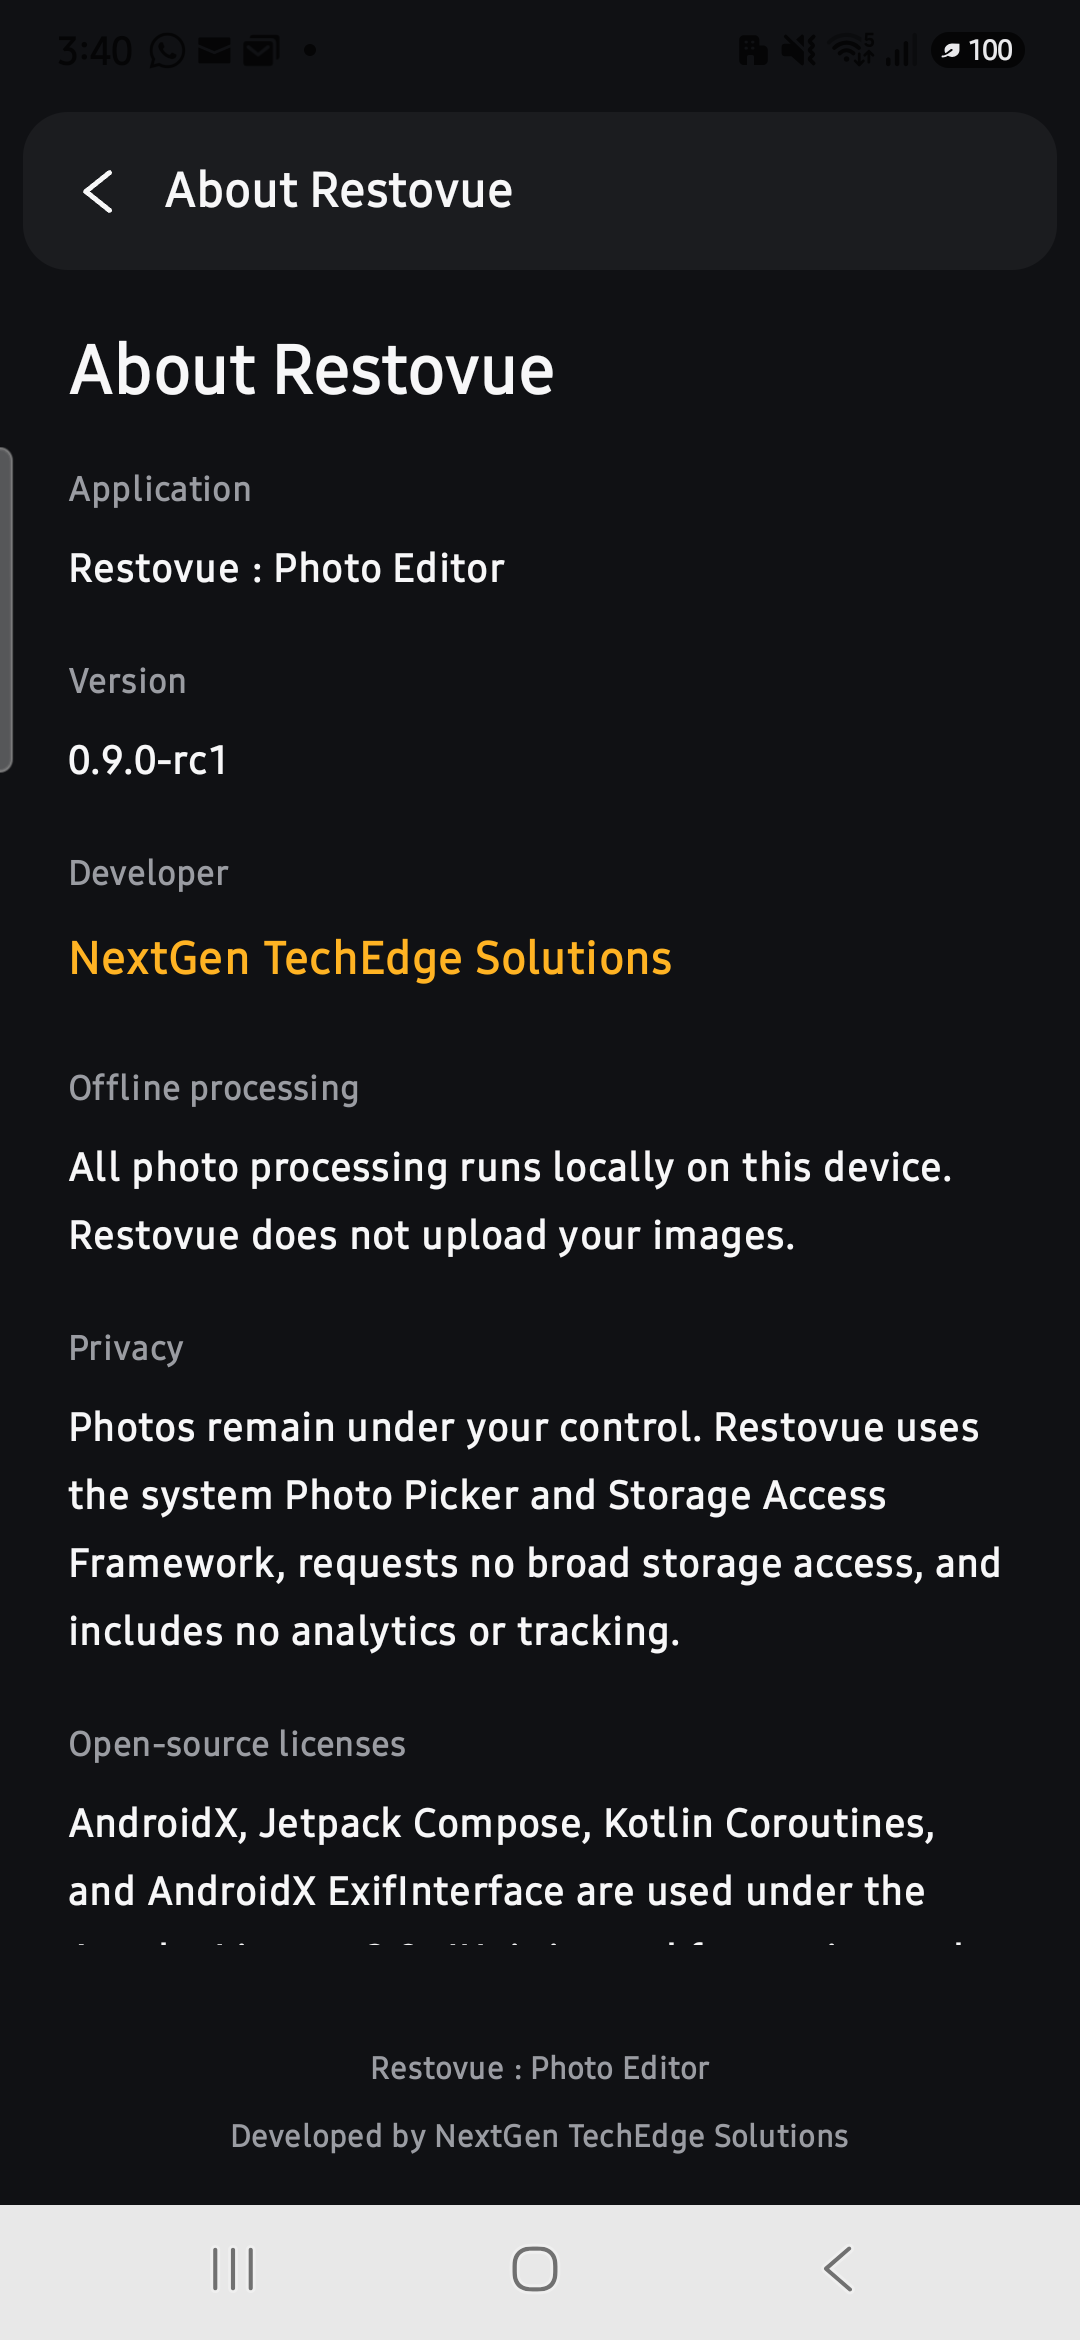 3:40
5
100
About Restovue
About Restovue
Application
Restovue : Photo Editor
Version
0.9.0-rc1
Developer
NextGen TechEdge Solutions
Offline processing
All photo processing runs locally on this device.
Restovue does not upload your images.
Privacy
Photos remain under your control. Restovue uses
the system Photo Picker and Storage Access
Framework, requests no broad storage access, and
includes no analytics or tracking.
Open-source licenses
AndroidX, Jetpack Compose, Kotlin Coroutines,
and AndroidX ExifInterface are used under the
Restovue : Photo Editor
Developed by NextGen TechEdge Solutions